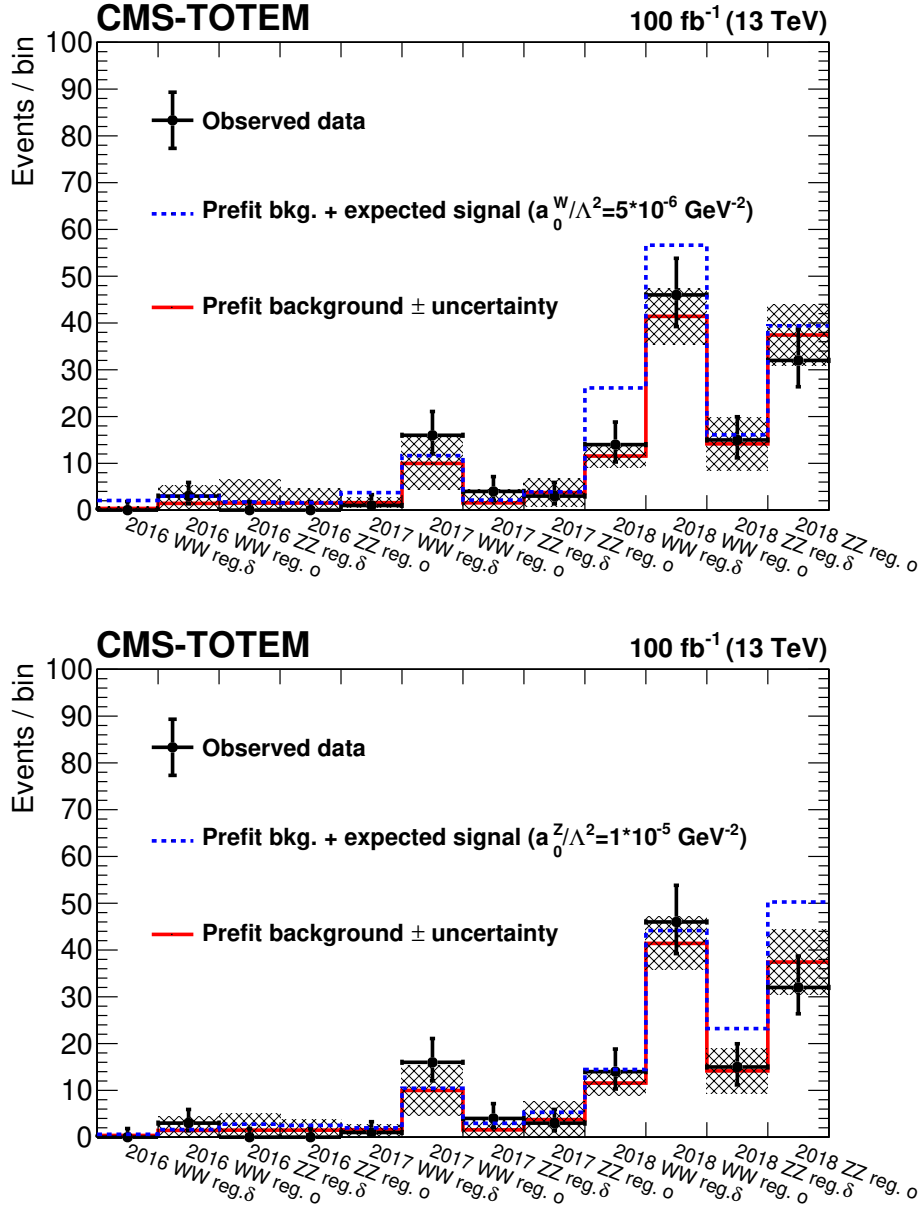 CMS-TOTEM 100 fb⁻¹ (13 TeV)
Events / bin
100
90
80
70
60
50
40
30
20
10
0
Observed data
Prefit bkg. + expected signal (a₀ᵂ/Λ²=5*10⁻⁶ GeV⁻²)
Prefit background ± uncertainty
2016 WW reg.δ
2016 WW reg. o
2016 ZZ reg.δ
2016 ZZ reg. o
2017 WW reg.δ
2017 WW reg. o
2017 ZZ reg.δ
2017 ZZ reg. o
2018 WW reg.δ
2018 WW reg. o
2018 ZZ reg.δ
2018 ZZ reg. o
CMS-TOTEM 100 fb⁻¹ (13 TeV)
Events / bin
100
90
80
70
60
50
40
30
20
10
0
Observed data
Prefit bkg. + expected signal (a₀ᶻ/Λ²=1*10⁻⁵ GeV⁻²)
Prefit background ± uncertainty
2016 WW reg.δ
2016 WW reg. o
2016 ZZ reg.δ
2016 ZZ reg. o
2017 WW reg.δ
2017 WW reg. o
2017 ZZ reg.δ
2017 ZZ reg. o
2018 WW reg.δ
2018 WW reg. o
2018 ZZ reg.δ
2018 ZZ reg. o